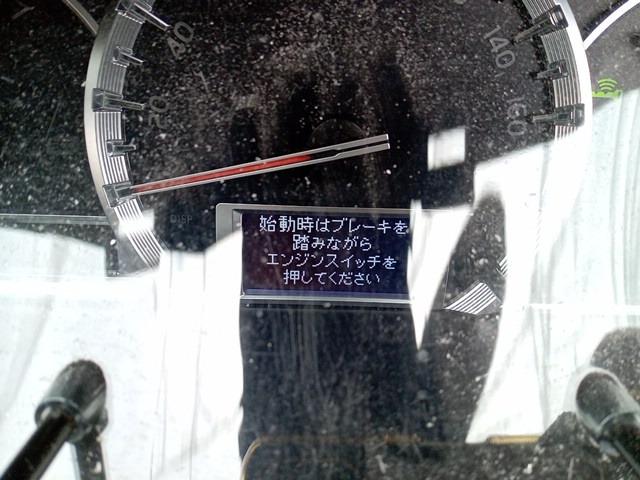 40
20
140
160
DISP
始動時はブレーキを
踏みながら
エンジンスイッチを
押してください